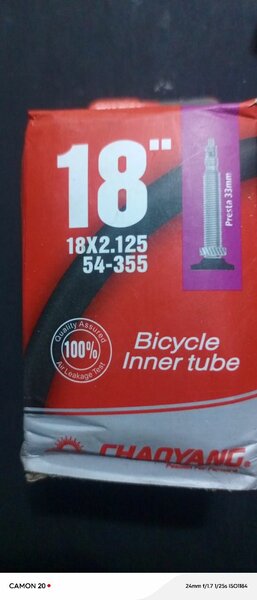 18"
18X2.125
54-355
Presta 33mm
Quality Assured
100%
Air Leakage Test
Bicycle
Inner tube
CHAOYANG
CAMON 20
24mm f/1.7 1/25s ISO1184